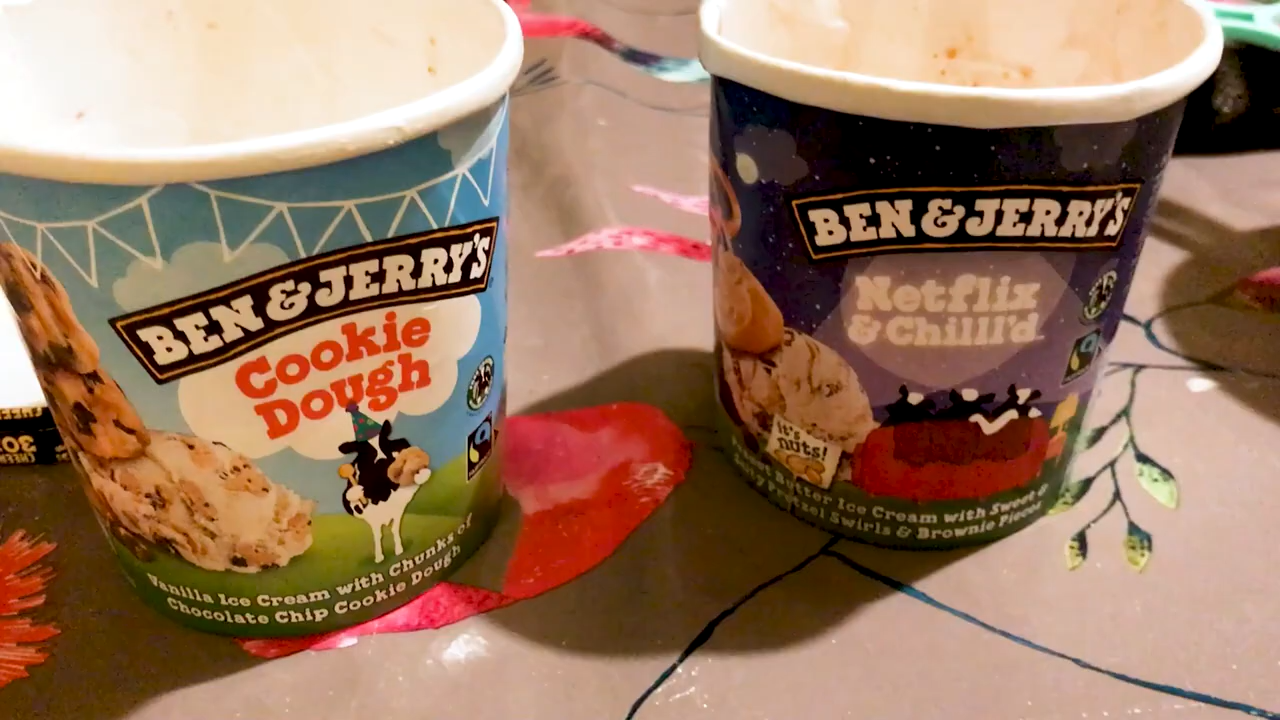 BEN & JERRY'S
Cookie
Dough
Vanilla Ice Cream with Chunks of
Chocolate Chip Cookie Dough
BEN & JERRY'S
Netflix
& Chilll'd
it's
nuts!
Butter Ice Cream with Sweet &
Pretzel Swirls & Brownie Pieces
30